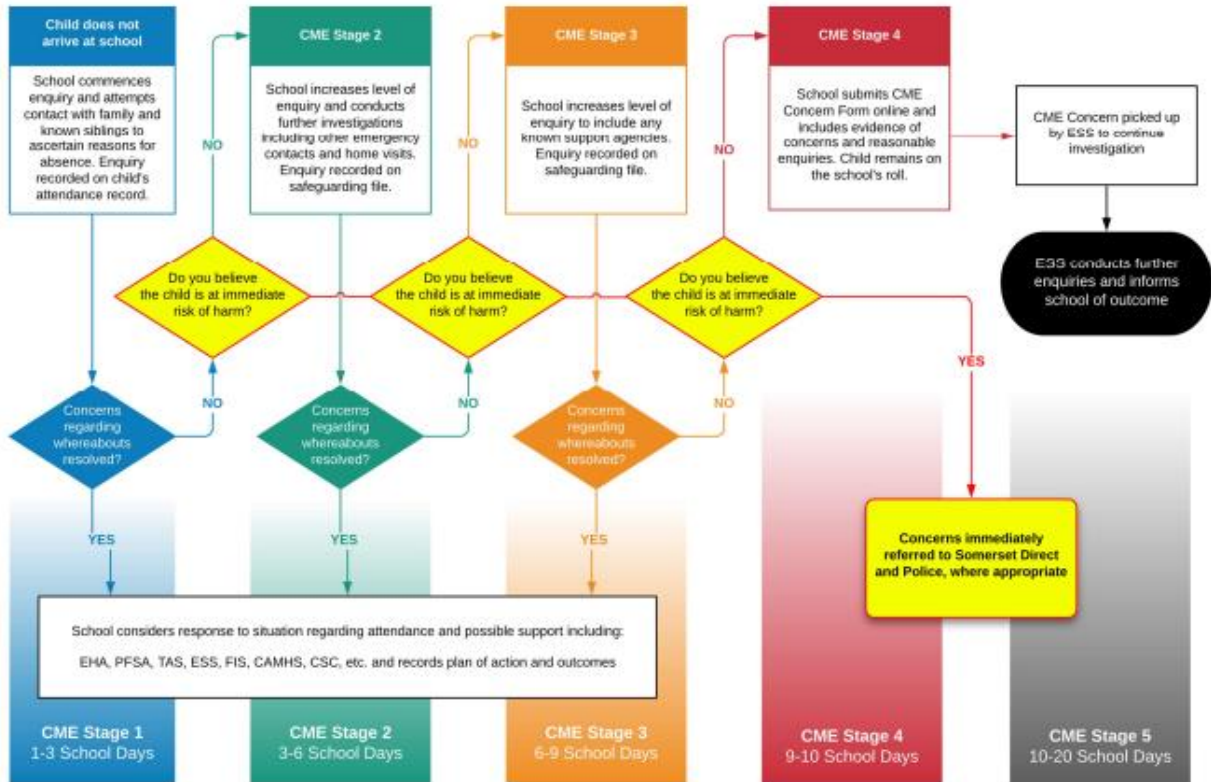 Child does not
arrive at school
School commences
enquiry and attempts
contact with family and
known siblings to
ascertain reasons for
absence. Enquiry
recorded on child's
attendance record.
NO
CME Stage 2
School increases level of
enquiry and conducts
further investigations
including other emergency
contacts and home visits.
Enquiry recorded on
safeguarding file.
NO
CME Stage 3
School increases level of
enquiry to include any
known support agencies.
Enquiry recorded on
safeguarding file.
NO
CME Stage 4
School submits CME
Concern Form online and
includes evidence of
concerns and reasonable
enquiries. Child remains on
the school's roll.
CME Concern picked up
by ESS to continue
investigation
ESS conducts further
enquiries and informs
school of outcome
Do you believe
the child is at immediate
risk of harm?
Do you believe
the child is at immediate
risk of harm?
Do you believe
the child is at immediate
risk of harm?
YES
Concerns
regarding
whereabouts
resolved?
NO
Concerns
regarding
whereabouts
resolved?
NO
Concerns
regarding
whereabouts
resolved?
NO
YES
YES
YES
Concerns immediately
referred to Somerset Direct
and Police, where appropriate
School considers response to situation regarding attendance and possible support including:
EHA, PFSA, TAS, ESS, FIS, CAMHS, CSC, etc. and records plan of action and outcomes
CME Stage 1
1-3 School Days
CME Stage 2
3-6 School Days
CME Stage 3
6-9 School Days
CME Stage 4
9-10 School Days
CME Stage 5
10-20 School Days